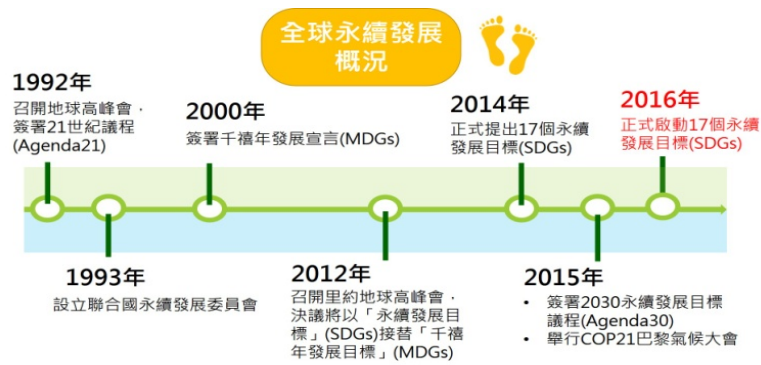 全球永續發展
概況
1992年
召開地球高峰會，
簽署21世紀議程
(Agenda21)
1993年
設立聯合國永續發展委員會
2000年
簽署千禧年發展宣言(MDGs)
2012年
召開里約地球高峰會，
決議將以「永續發展目
標」(SDGs)接替「千禧
年發展目標」(MDGs)
2014年
正式提出17個永續
發展目標(SDGs)
2015年
• 簽署2030永續發展目標
議程(Agenda30)
• 舉行COP21巴黎氣候大會
2016年
正式啟動17個永續
發展目標(SDGs)